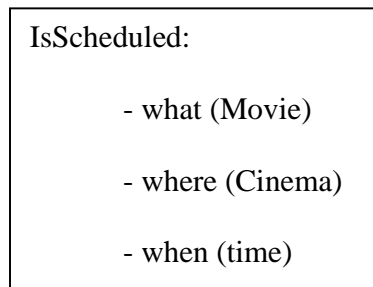 IsScheduled:
- what (Movie)
- where (Cinema)
- when (time)